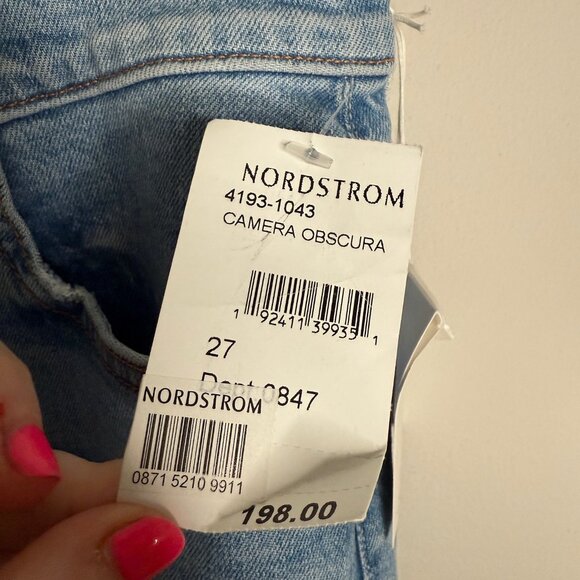 NORDSTROM
4193-1043
CAMERA OBSCURA
1 92411 39935 1
27
Dept 0847
NORDSTROM
0871 5210 9911
198.00